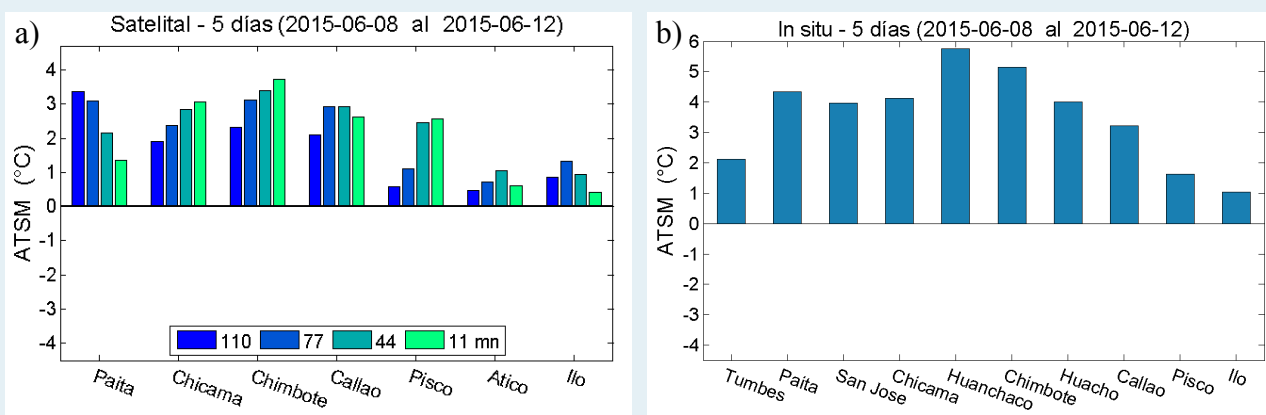 a)
Satelital - 5 días (2015-06-08 al 2015-06-12)
ATSM (°C)
4
3
2
1
0
-1
-2
-3
-4
110 77 44 11 mn
Paita Chicama Chimbote Callao Pisco Atico Ilo
b)
In situ - 5 días (2015-06-08 al 2015-06-12)
ATSM (°C)
6
5
4
3
2
1
0
-1
-2
-3
-4
Tumbes Paita San Jose Chicama Huanchaco Chimbote Huacho Callao Pisco Ilo